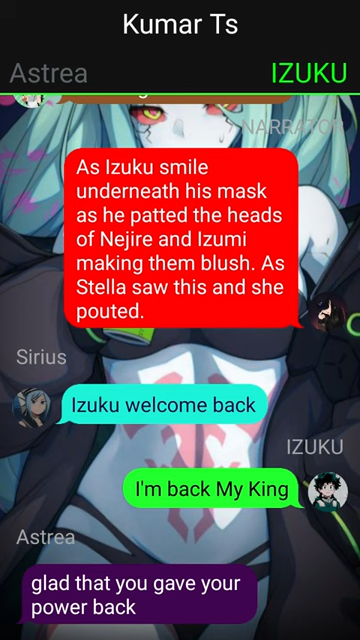 Kumar Ts
Astrea
IZUKU
NARRATOR
As Izuku smile
underneath his mask
as he patted the heads
of Nejire and Izumi
making them blush. As
Stella saw this and she
pouted.
Sirius
Izuku welcome back
IZUKU
I'm back My King
Astrea
glad that you gave your
power back